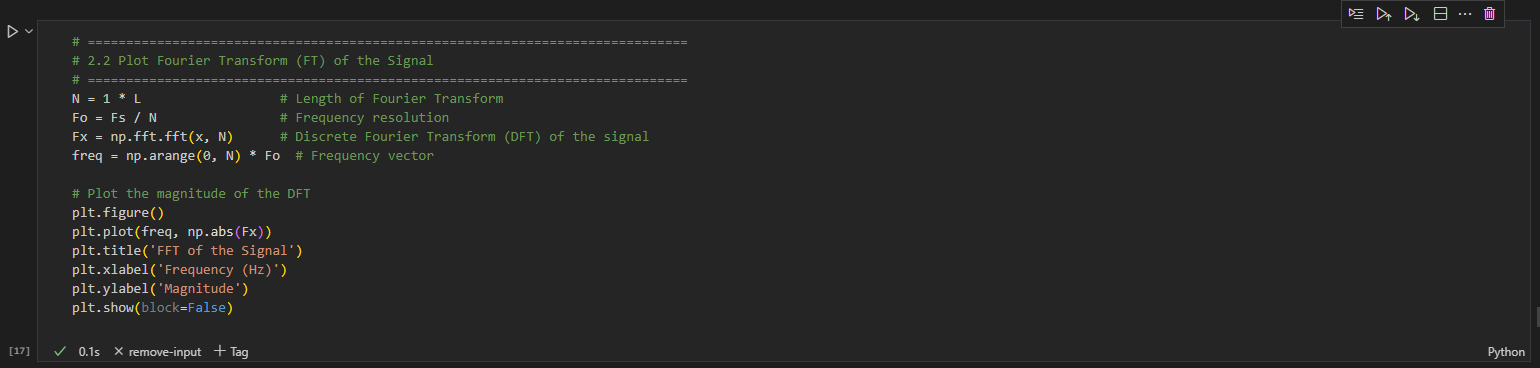 # ==============================================================================
# 2.2 Plot Fourier Transform (FT) of the Signal
# ==============================================================================
N = 1 * L                  # Length of Fourier Transform
Fo = Fs / N                # Frequency resolution
Fx = np.fft.fft(x, N)      # Discrete Fourier Transform (DFT) of the signal
freq = np.arange(0, N) * Fo  # Frequency vector
# Plot the magnitude of the DFT
plt.figure()
plt.plot(freq, np.abs(Fx))
plt.title('FFT of the Signal')
plt.xlabel('Frequency (Hz)')
plt.ylabel('Magnitude')
plt.show(block=False)
[17] 0.1s remove-input Tag Python